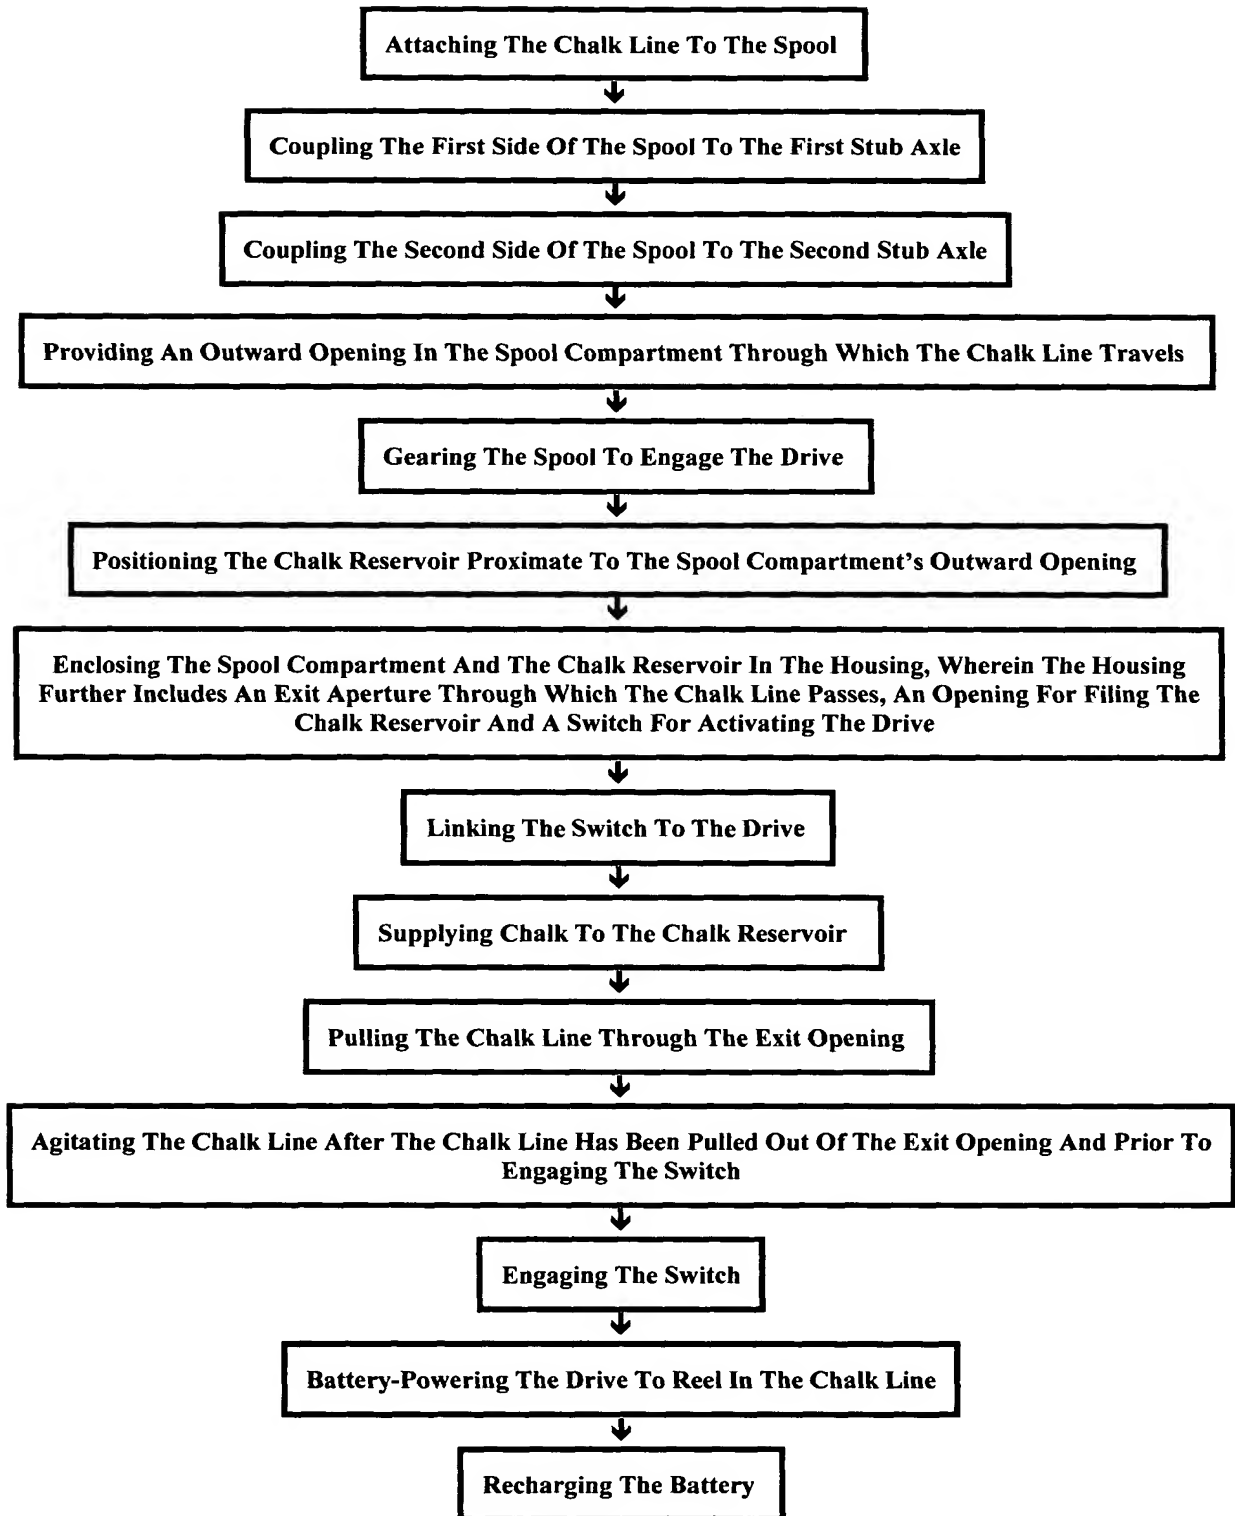 Attaching The Chalk Line To The Spool
Coupling The First Side Of The Spool To The First Stub Axle
Coupling The Second Side Of The Spool To The Second Stub Axle
Providing An Outward Opening In The Spool Compartment Through Which The Chalk Line Travels
Gearing The Spool To Engage The Drive
Positioning The Chalk Reservoir Proximate To The Spool Compartment's Outward Opening
Enclosing The Spool Compartment And The Chalk Reservoir In The Housing, Wherein The Housing
Further Includes An Exit Aperture Through Which The Chalk Line Passes, An Opening For Filing The
Chalk Reservoir And A Switch For Activating The Drive
Linking The Switch To The Drive
Supplying Chalk To The Chalk Reservoir
Pulling The Chalk Line Through The Exit Opening
Agitating The Chalk Line After The Chalk Line Has Been Pulled Out Of The Exit Opening And Prior To
Engaging The Switch
Engaging The Switch
Battery-Powering The Drive To Reel In The Chalk Line
Recharging The Battery